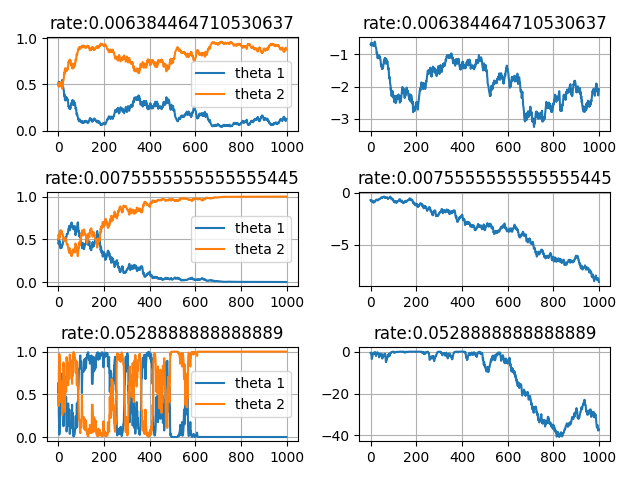 rate:0.006384464710530637
1.0
0.5
0.0
theta 1
theta 2
0 200 400 600 800 1000
rate:0.006384464710530637
−1
−2
−3
0 200 400 600 800 1000
rate:0.0075555555555555445
1.0
0.5
0.0
theta 1
theta 2
0 200 400 600 800 1000
rate:0.0075555555555555445
0
−5
0 200 400 600 800 1000
rate:0.0528888888888889
1.0
0.5
0.0
theta 1
theta 2
0 200 400 600 800 1000
rate:0.0528888888888889
0
−20
−40
0 200 400 600 800 1000